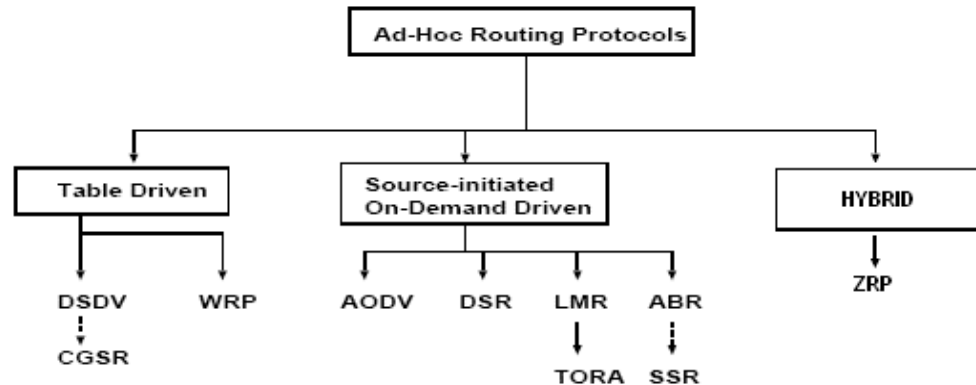 Ad-Hoc Routing Protocols
Table Driven
Source-initiated
On-Demand Driven
HYBRID
DSDV
WRP
AODV
DSR
LMR
ABR
ZRP
CGSR
TORA
SSR